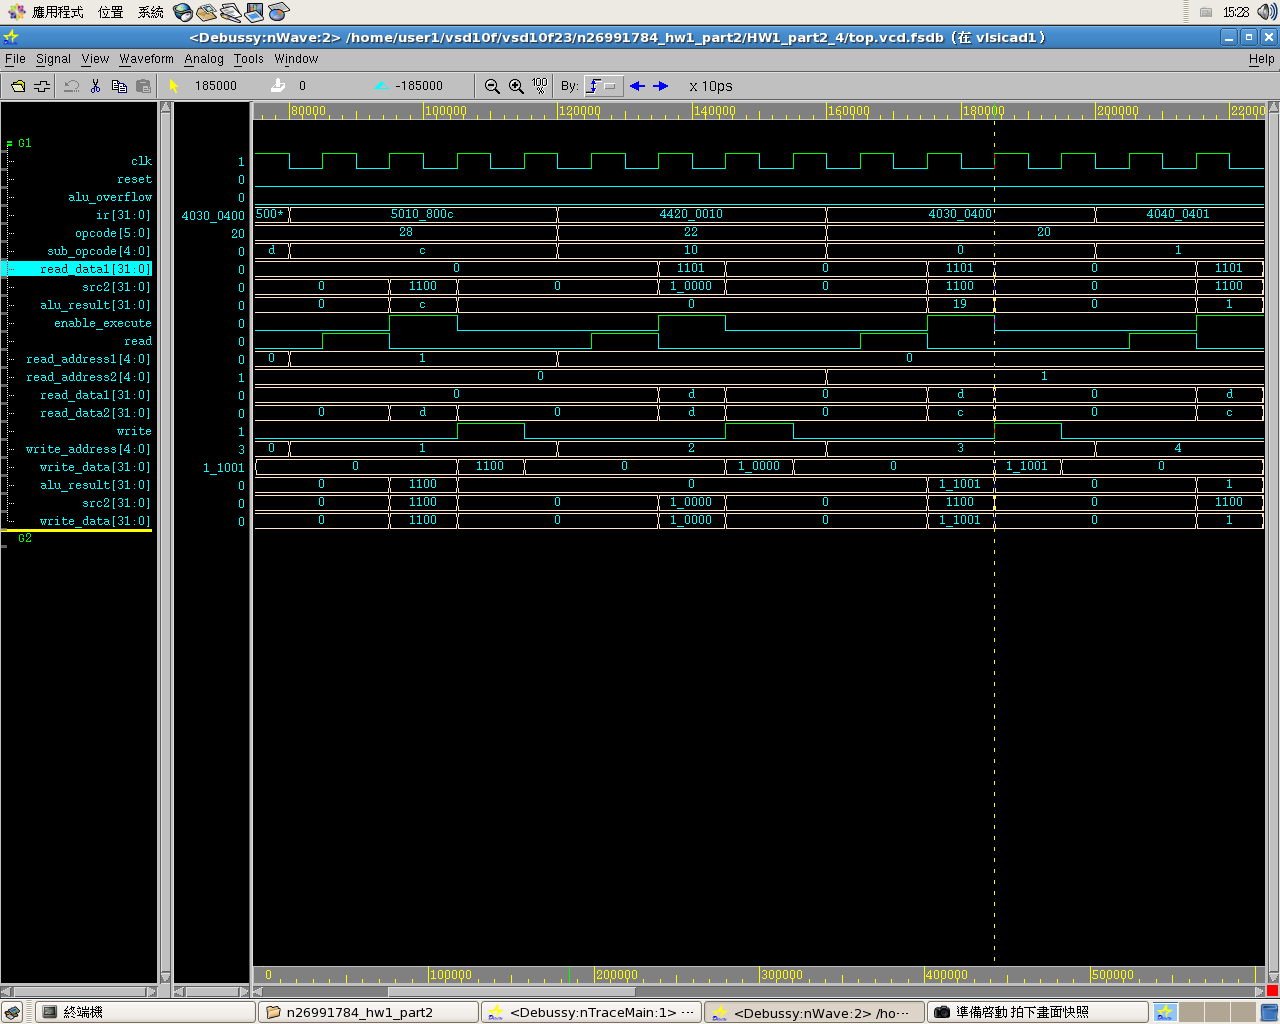 應用程式 位置 系統 15:28
<Debussy:nWave:2> /home/user1/vsd10f/vsd10f23/n26991784_hw1_part2/HW1_part2_4/top.vcd.fsdb (在 vlsicad1)
File Signal View Waveform Analog Tools Window Help
185000 0 -185000 100 % By: x 10ps
80000 100000 120000 140000 160000 180000 200000 220000
G1
clk 1
reset 0
alu_overflow 0
ir[31:0] 4030_0400 500* 5010_800c 4420_0010 4030_0400 4040_0401
opcode[5:0] 20 28 22 20
sub_opcode[4:0] 0 d c 10 0 1
read_data1[31:0] 0 0 1101 0 1101 0 1101
src2[31:0] 0 0 1100 0 1_0000 0 1100 0 1100
alu_result[31:0] 0 0 c 0 19 0 1
enable_execute 0
read 0
read_address1[4:0] 0 0 1 0
read_address2[4:0] 1 0 1
read_data1[31:0] 0 0 d 0 d 0 d
read_data2[31:0] 0 0 d 0 d 0 c 0 c
write 1
write_address[4:0] 3 0 1 2 3 4
write_data[31:0] 1_1001 0 1100 0 1_0000 0 1_1001 0
alu_result[31:0] 0 0 1100 0 1_1001 0 1
src2[31:0] 0 0 1100 0 1_0000 0 1100 0 1100
write_data[31:0] 0 0 1100 0 1_0000 0 1_1001 0 1
G2
0 100000 200000 300000 400000 500000
終端機 n26991784_hw1_part2 <Debussy:nTraceMain:1> ··· <Debussy:nWave:2> /ho··· 準備啓動 拍下畫面快照